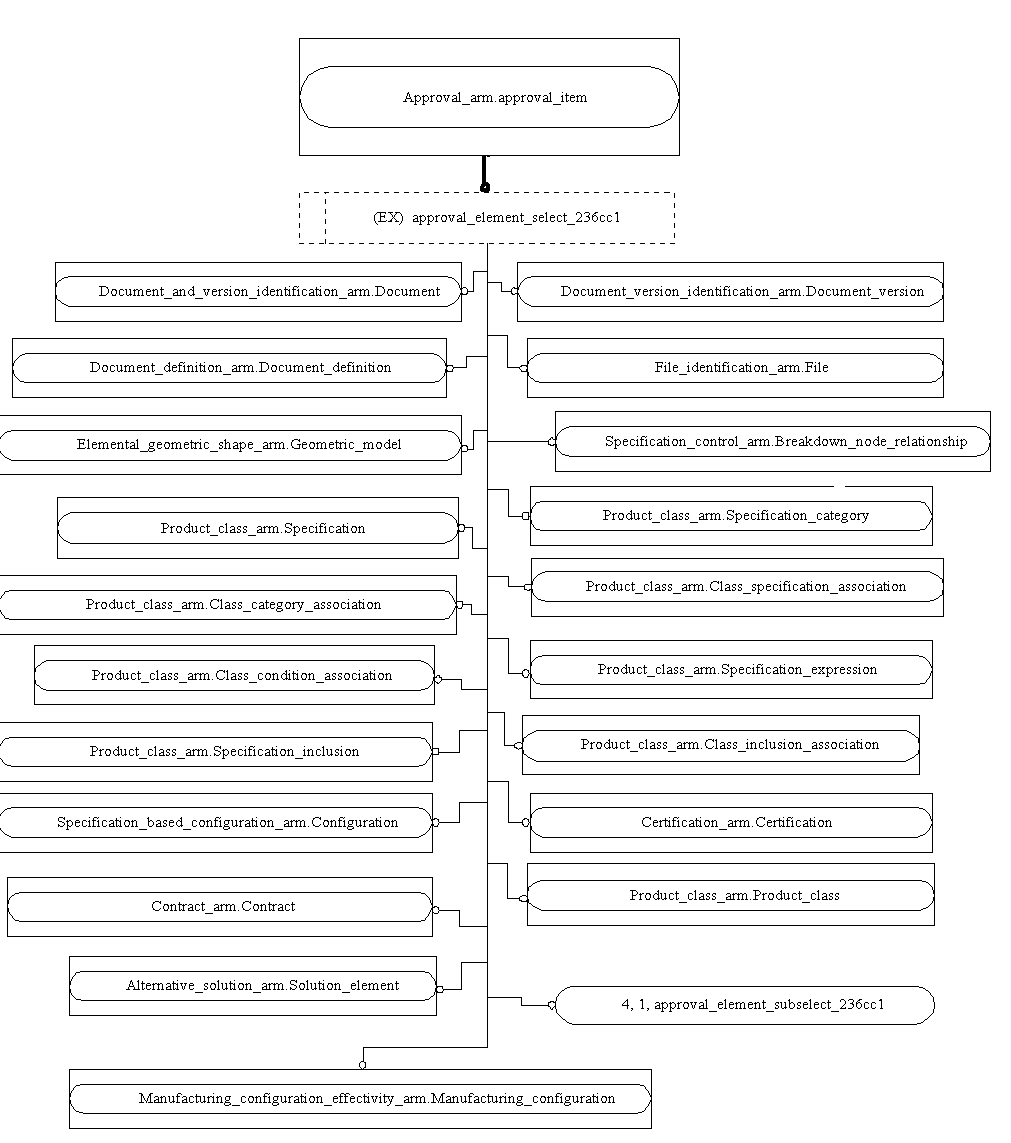 Approval_arm.approval_item
(EX) approval_element_select_236cc1
Document_and_version_identification_arm.Document
Document_version_identification_arm.Document_version
Document_definition_arm.Document_definition
File_identification_arm.File
Elemental_geometric_shape_arm.Geometric_model
Specification_control_arm.Breakdown_node_relationship
Product_class_arm.Specification
Product_class_arm.Specification_category
Product_class_arm.Class_category_association
Product_class_arm.Class_specification_association
Product_class_arm.Class_condition_association
Product_class_arm.Specification_expression
Product_class_arm.Specification_inclusion
Product_class_arm.Class_inclusion_association
Specification_based_configuration_arm.Configuration
Certification_arm.Certification
Contract_arm.Contract
Product_class_arm.Product_class
Alternative_solution_arm.Solution_element
4, 1, approval_element_subselect_236cc1
Manufacturing_configuration_effectivity_arm.Manufacturing_configuration